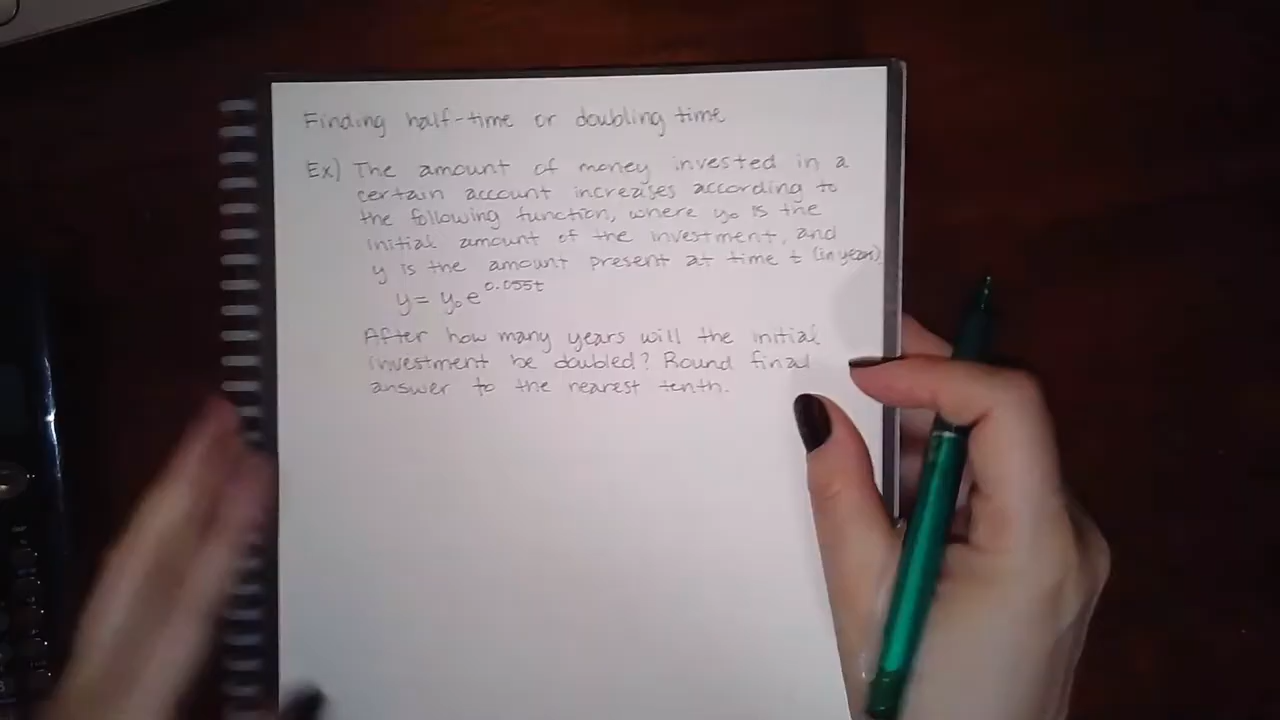 Finding half-time or doubling time
Ex) The amount of money invested in a
certain account increases according to
the following function, where y₀ is the
initial amount of the investment, and
y is the amount present at time t (in years).
y = y₀e^0.055t
After how many years will the initial
investment be doubled? Round final
answer to the nearest tenth.